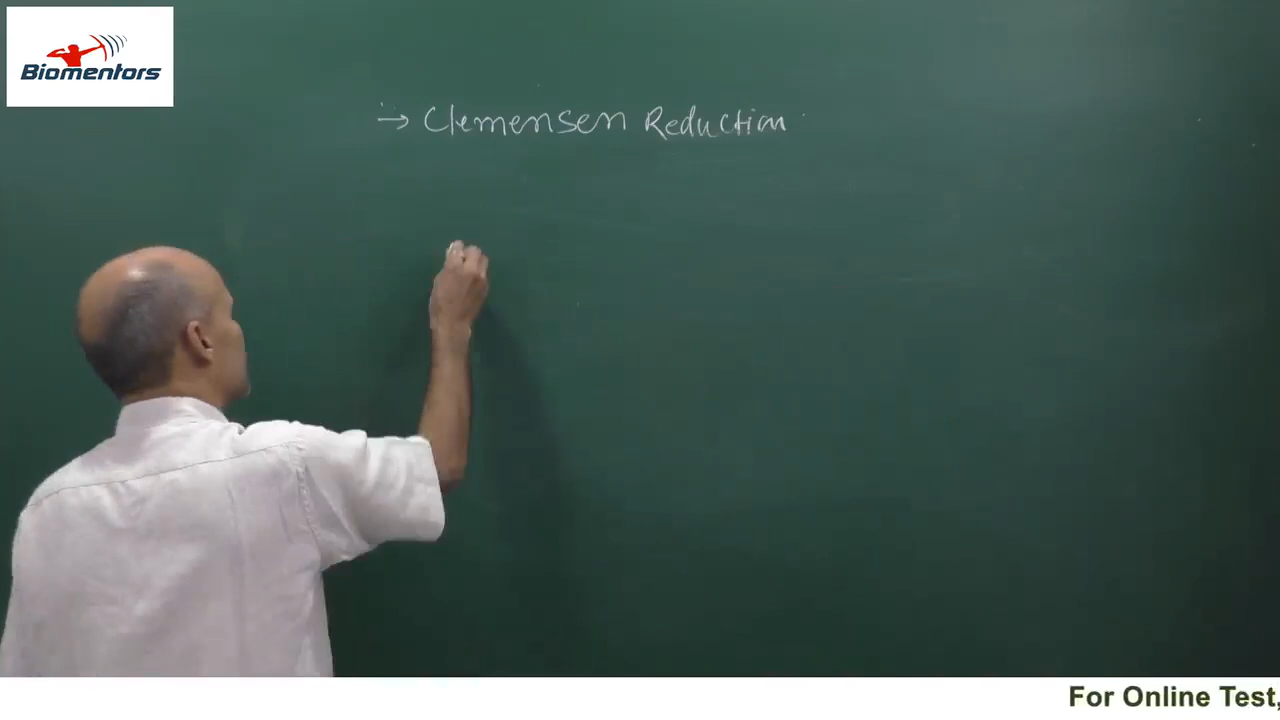 Biomentors
→ Clemensen Reduction
For Online Test,